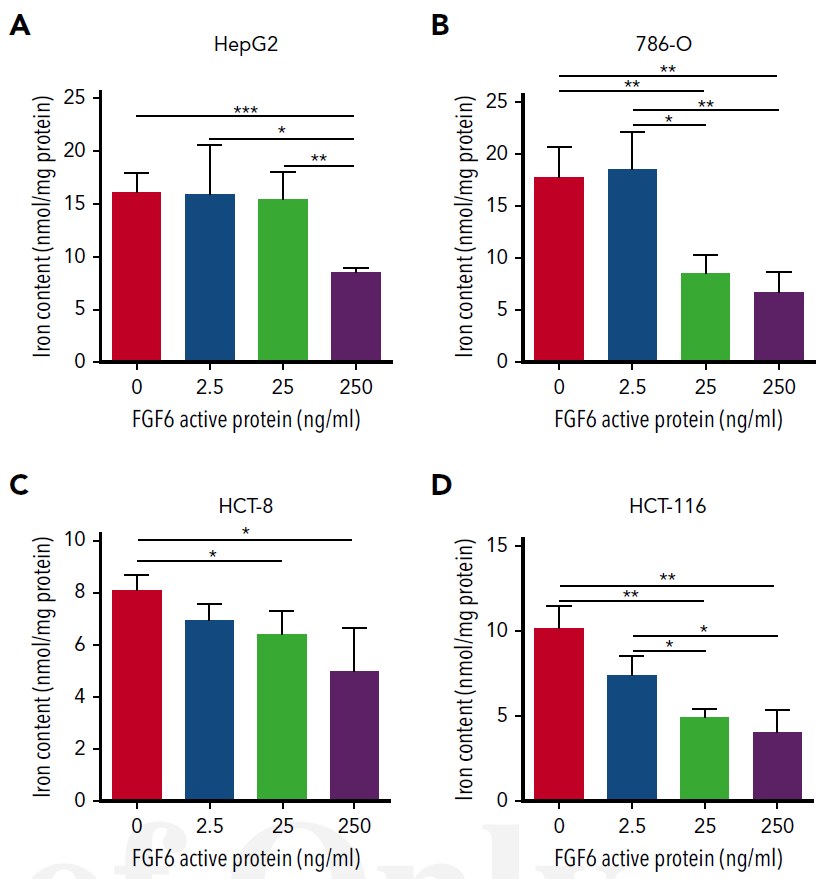 A
HepG2
Iron content (nmol/mg protein)
25
20
15
10
5
0
***
*
**
0 2.5 25 250
FGF6 active protein (ng/ml)
B
786-O
Iron content (nmol/mg protein)
25
20
15
10
5
0
**
**
**
*
0 2.5 25 250
FGF6 active protein (ng/ml)
C
HCT-8
Iron content (nmol/mg protein)
10
8
6
4
2
0
*
*
0 2.5 25 250
FGF6 active protein (ng/ml)
D
HCT-116
Iron content (nmol/mg protein)
15
10
5
0
**
**
*
*
0 2.5 25 250
FGF6 active protein (ng/ml)